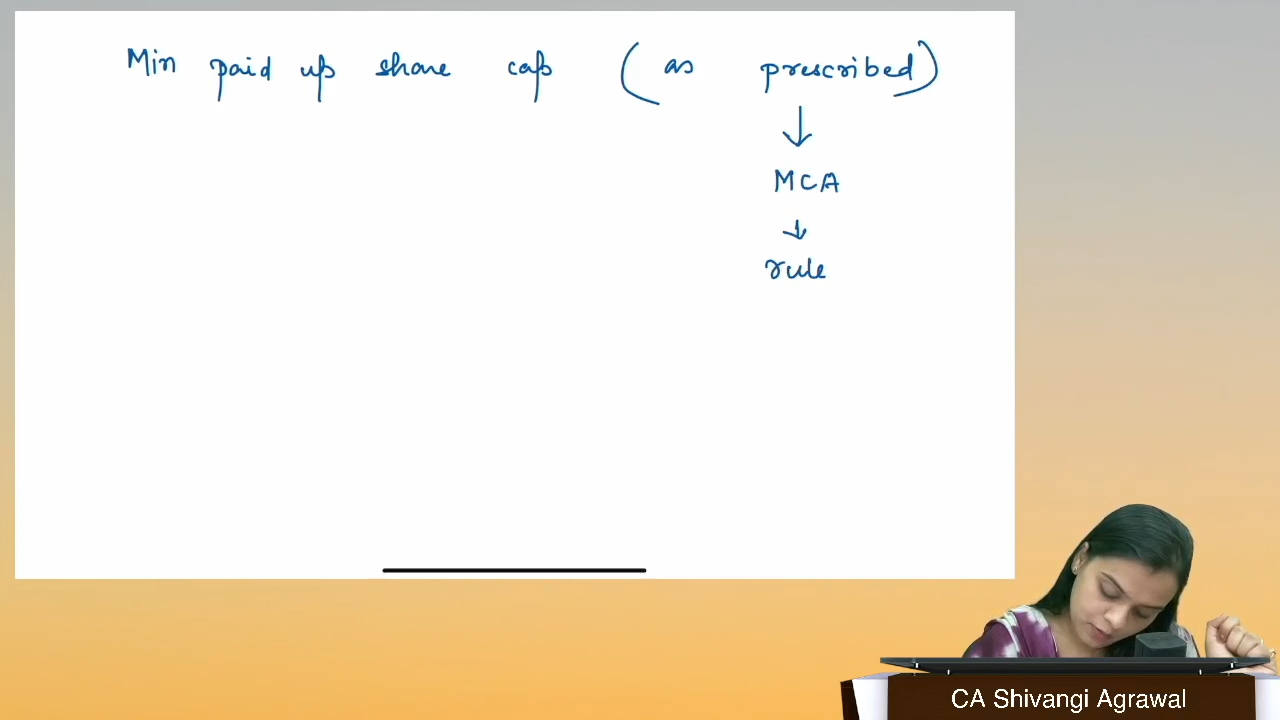 Min paid up share cap (as prescribed)
↓
MCA
↓
rule
CA Shivangi Agrawal